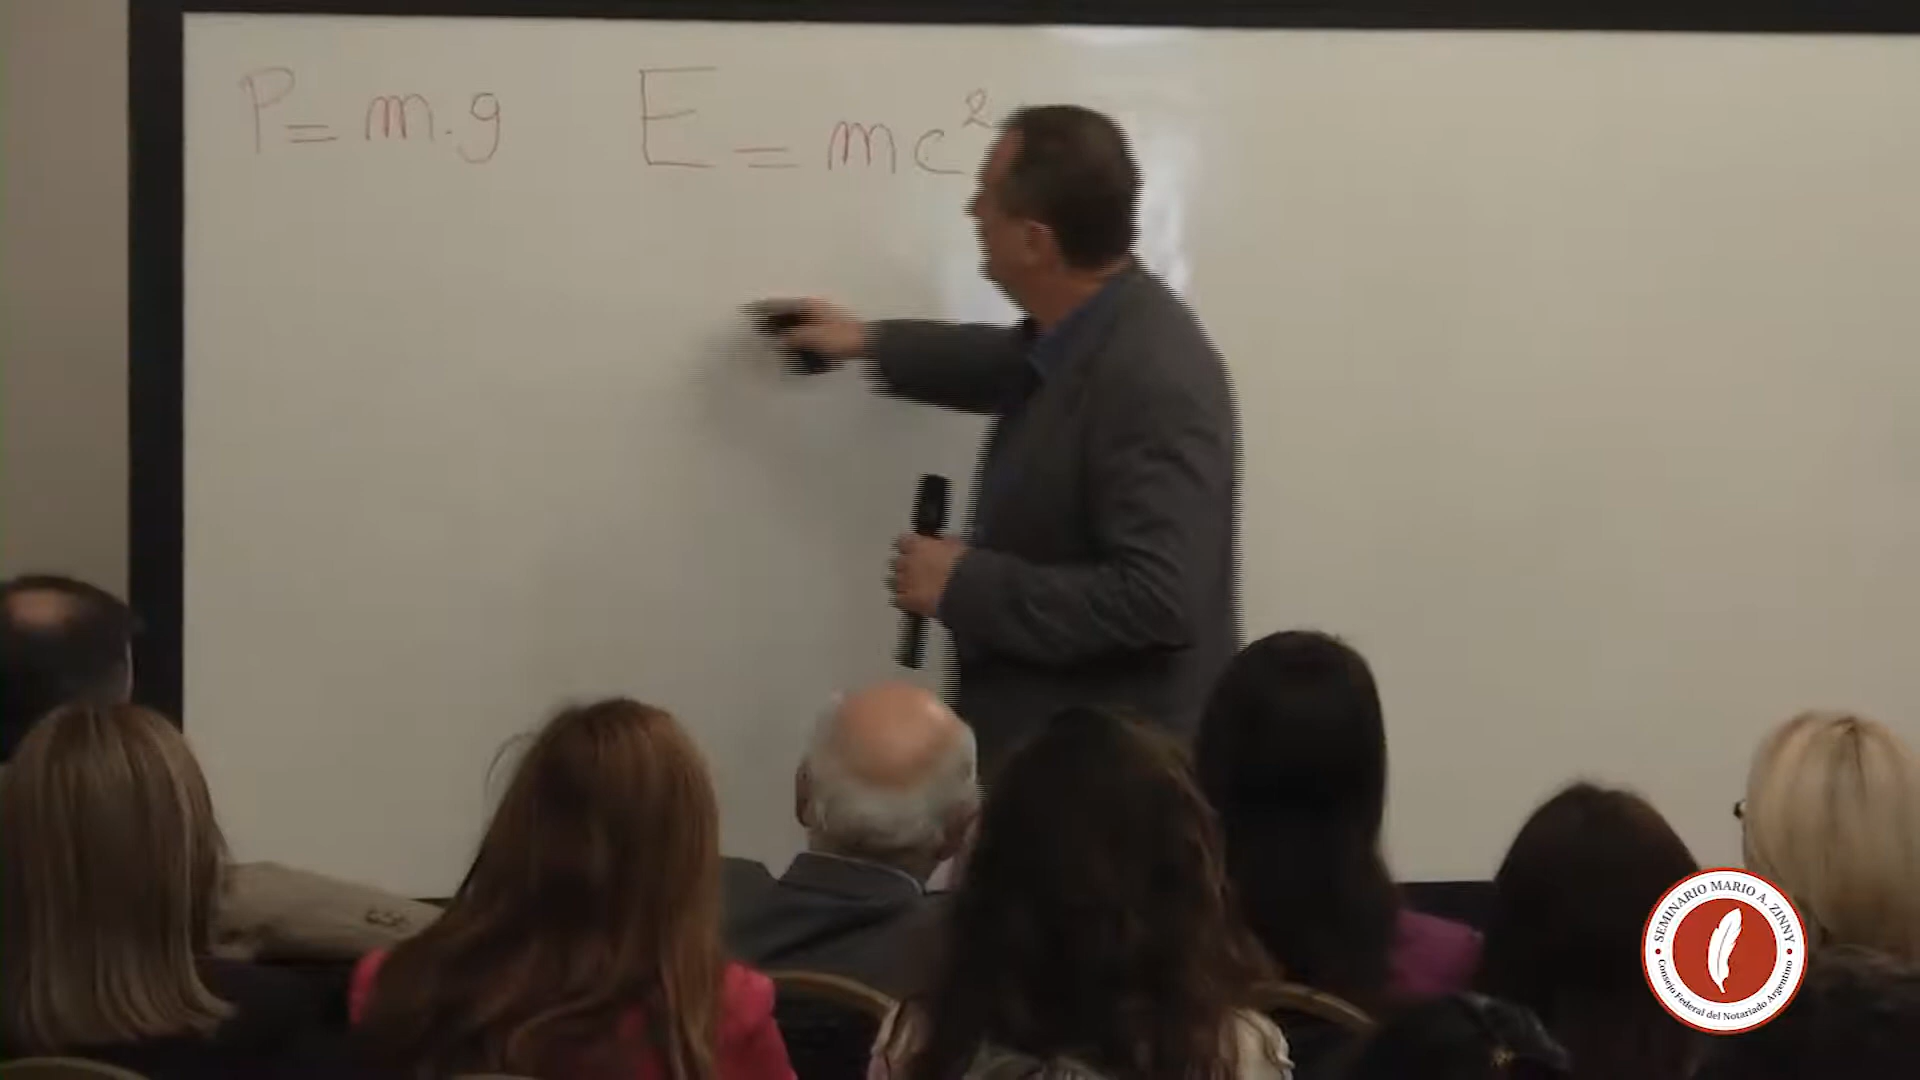 P = m.g E = mc²
SEMINARIO MARIO A. ZINNY
Consejo Federal del Notariado Argentino